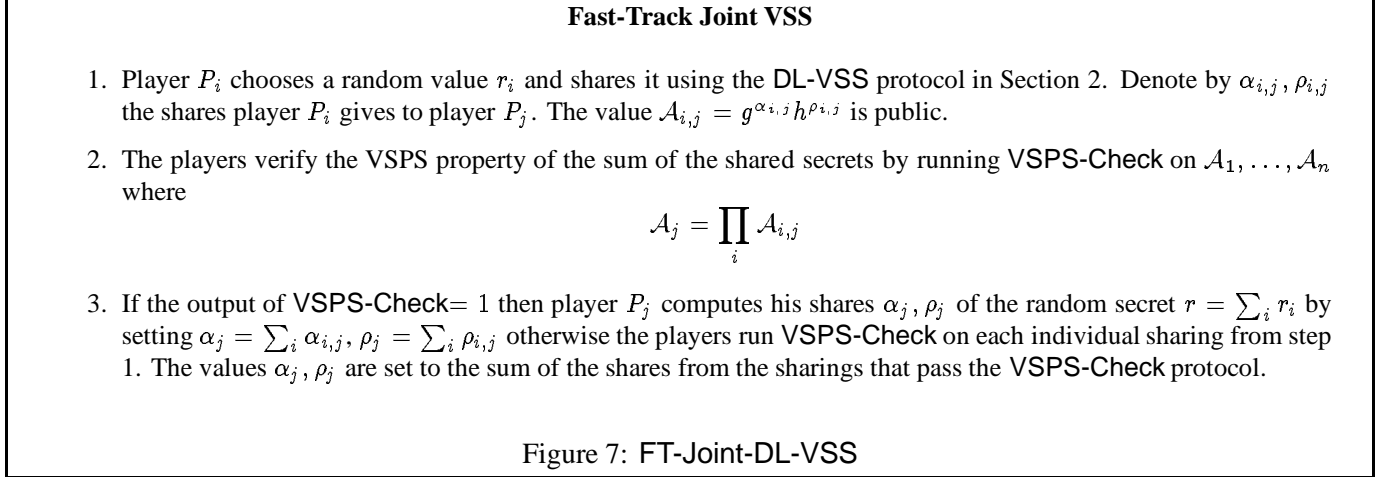 Fast-Track Joint VSS
1. Player P_i chooses a random value r_i and shares it using the DL-VSS protocol in Section 2. Denote by α_{i,j}, ρ_{i,j}
the shares player P_i gives to player P_j. The value 𝒜_{i,j} = g^{α_{i,j}} h^{ρ_{i,j}} is public.
2. The players verify the VSPS property of the sum of the shared secrets by running VSPS-Check on 𝒜_1, . . . , 𝒜_n
where
𝒜_j = ∏_i 𝒜_{i,j}
3. If the output of VSPS-Check= 1 then player P_j computes his shares α_j, ρ_j of the random secret r = ∑_i r_i by
setting α_j = ∑_i α_{i,j}, ρ_j = ∑_i ρ_{i,j} otherwise the players run VSPS-Check on each individual sharing from step
1. The values α_j, ρ_j are set to the sum of the shares from the sharings that pass the VSPS-Check protocol.
Figure 7: FT-Joint-DL-VSS